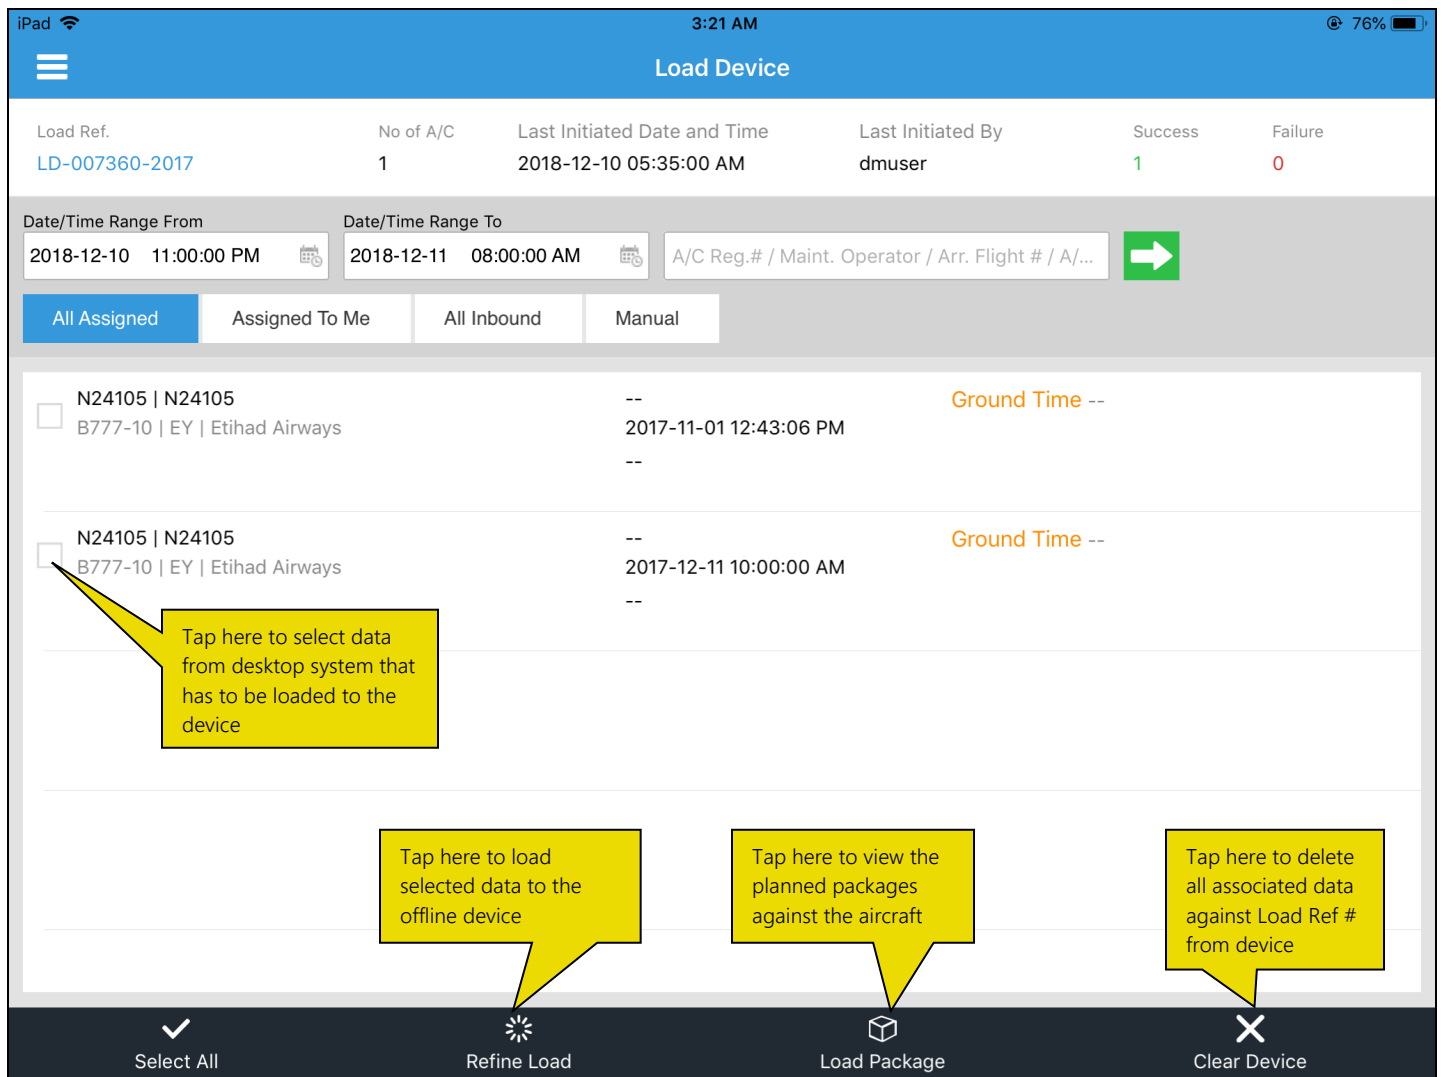 iPad 3:21 AM 76%
Load Device
Load Ref. No of A/C Last Initiated Date and Time Last Initiated By Success Failure
LD-007360-2017 1 2018-12-10 05:35:00 AM dmuser 1 0
Date/Time Range From Date/Time Range To
2018-12-10 11:00:00 PM 2018-12-11 08:00:00 AM A/C Reg.# / Maint. Operator / Arr. Flight # / A/...
All Assigned Assigned To Me All Inbound Manual
N24105 | N24105 -- Ground Time --
B777-10 | EY | Etihad Airways 2017-11-01 12:43:06 PM
--
N24105 | N24105 -- Ground Time --
B777-10 | EY | Etihad Airways 2017-12-11 10:00:00 AM
--
Tap here to select data
from desktop system that
has to be loaded to the
device
Tap here to load
selected data to the
offline device
Tap here to view the
planned packages
against the aircraft
Tap here to delete
all associated data
against Load Ref #
from device
Select All Refine Load Load Package Clear Device